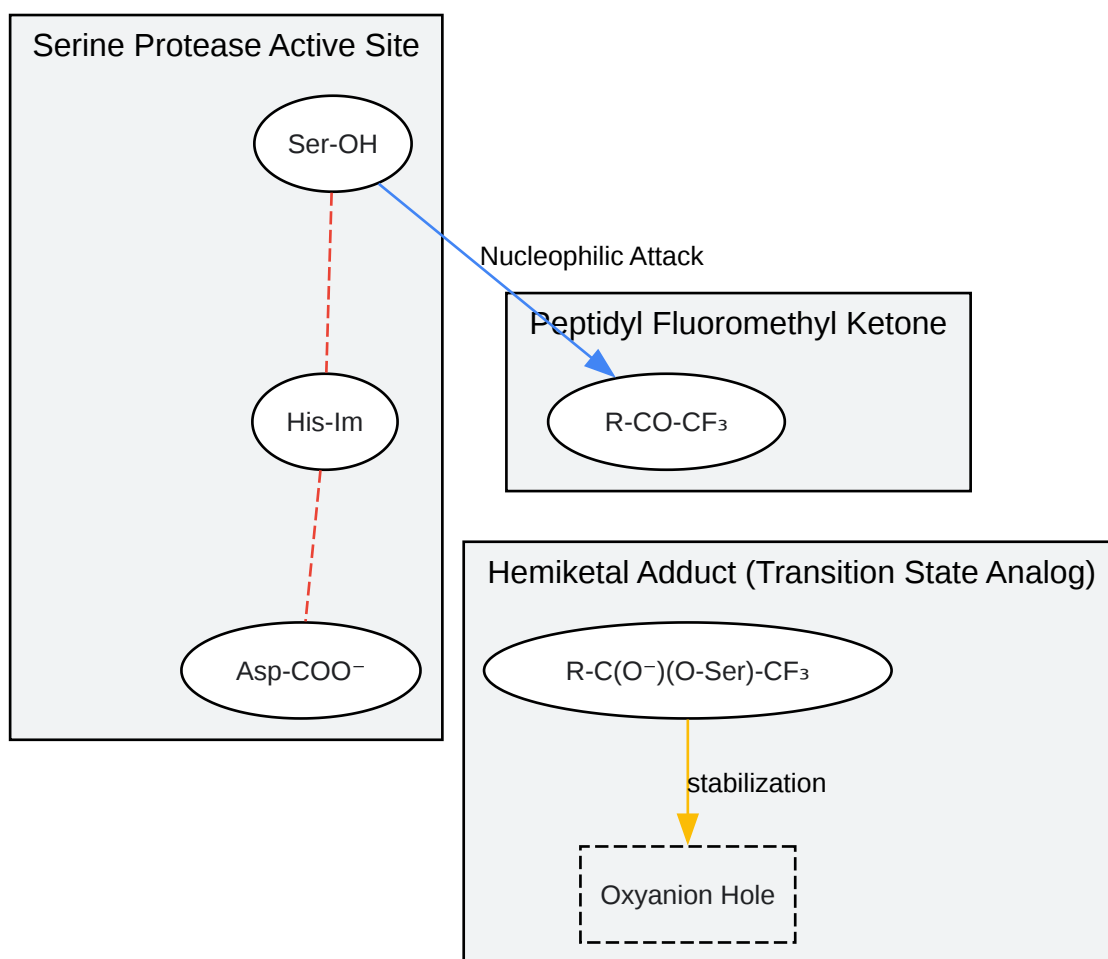 Serine Protease Active Site
Ser-OH
Nucleophilic Attack
Peptidyl Fluoromethyl Ketone
His-Im
R-CO-CF₃
Hemiketal Adduct (Transition State Analog)
Asp-COO⁻
R-C(O⁻)(O-Ser)-CF₃
stabilization
Oxyanion Hole